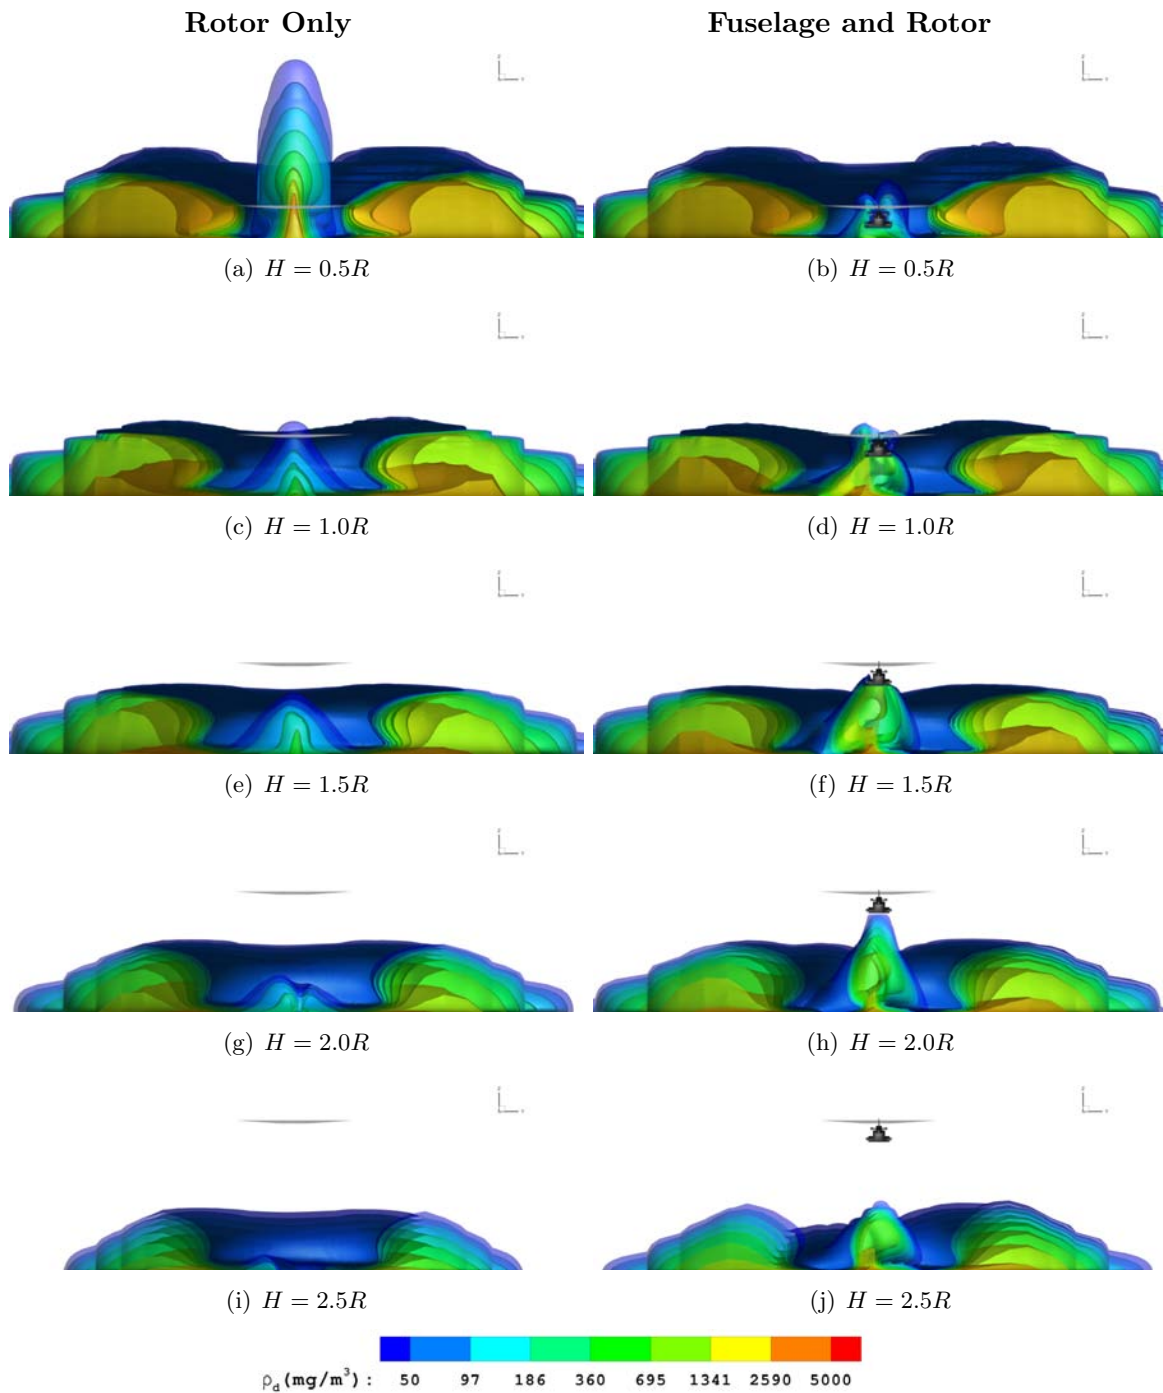 Rotor Only Fuselage and Rotor
(a) H = 0.5R (b) H = 0.5R
(c) H = 1.0R (d) H = 1.0R
(e) H = 1.5R (f) H = 1.5R
(g) H = 2.0R (h) H = 2.0R
(i) H = 2.5R (j) H = 2.5R
ρd(mg/m³): 50 97 186 360 695 1341 2590 5000